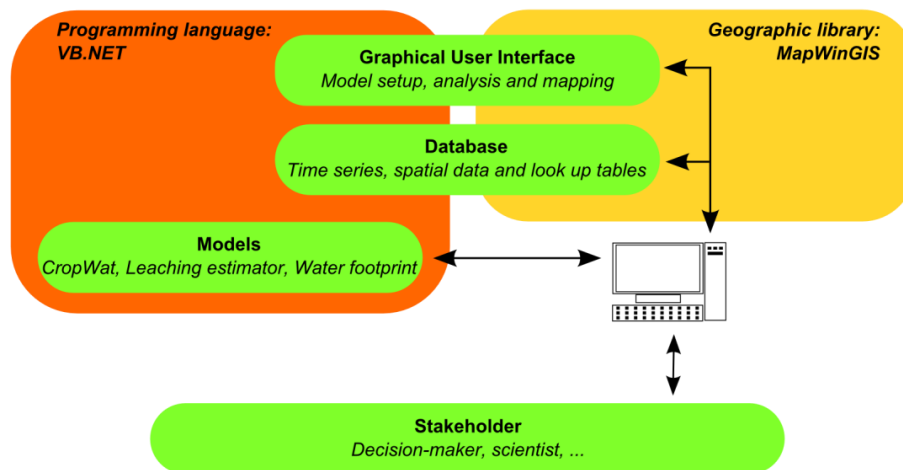 Programming language:
VB.NET
Geographic library:
MapWinGIS
Graphical User Interface
Model setup, analysis and mapping
Database
Time series, spatial data and look up tables
Models
CropWat, Leaching estimator, Water footprint
Stakeholder
Decision-maker, scientist, ...